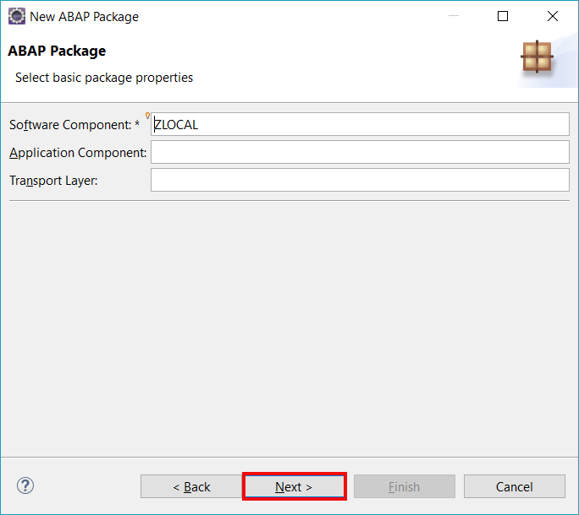 New ABAP Package
ABAP Package
Select basic package properties
Software Component: * ZLOCAL
Application Component:
Transport Layer:
? < Back Next > Finish Cancel